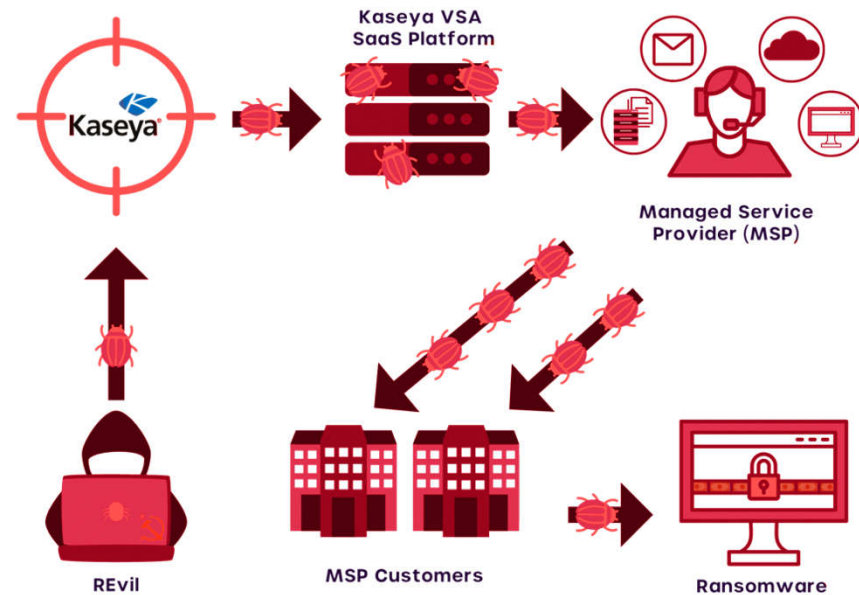 Kaseya
Kaseya VSA
SaaS Platform
Managed Service
Provider (MSP)
REvil
MSP Customers
Ransomware